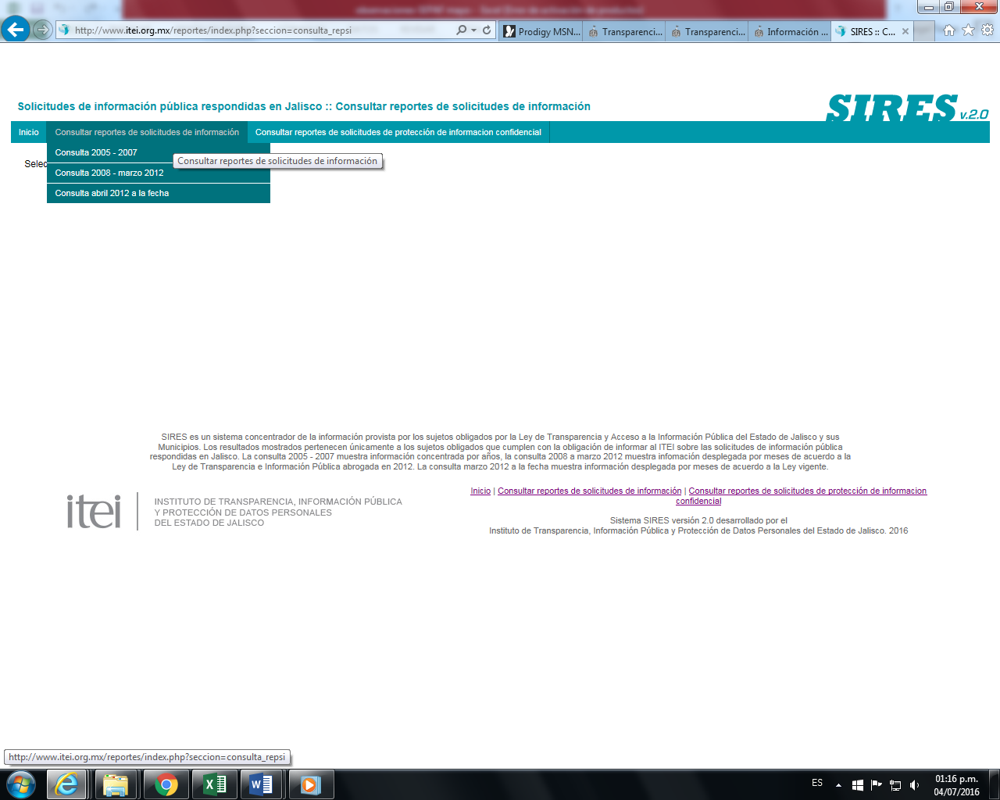 http://www.itei.org.mx/reportes/index.php?seccion=consulta_repsi
Prodigy MSN...
Transparenci...
Transparenci...
Información ...
SIRES :: C...
Solicitudes de información pública respondidas en Jalisco :: Consultar reportes de solicitudes de información
SIRES v.2.0
Inicio
Consultar reportes de solicitudes de información
Consultar reportes de solicitudes de protección de informacion confidencial
Consulta 2005 - 2007
Selec
Consultar reportes de solicitudes de información
Consulta 2008 - marzo 2012
Consulta abril 2012 a la fecha
SIRES es un sistema concentrador de la información provista por los sujetos obligados por la Ley de Transparencia y Acceso a la Información Pública del Estado de Jalisco y sus
Municipios. Los resultados mostrados pertenecen únicamente a los sujetos obligados que cumplen con la obligación de informar al ITEI sobre las solicitudes de información pública
respondidas en Jalisco. La consulta 2005 - 2007 muestra información concentrada por años, la consulta 2008 a marzo 2012 muestra infomación desplegada por meses de acuerdo a la
Ley de Transparencia e Información Pública abrogada en 2012. La consulta marzo 2012 a la fecha muestra información desplegada por meses de acuerdo a la Ley vigente.
itei
INSTITUTO DE TRANSPARENCIA, INFORMACIÓN PÚBLICA
Y PROTECCIÓN DE DATOS PERSONALES
DEL ESTADO DE JALISCO
Inicio | Consultar reportes de solicitudes de información | Consultar reportes de solicitudes de protección de informacion
confidencial
Sistema SIRES versión 2.0 desarrollado por el
Instituto de Transparencia, Información Pública y Protección de Datos Personales del Estado de Jalisco. 2016
http://www.itei.org.mx/reportes/index.php?seccion=consulta_repsi
ES
01:16 p.m.
04/07/2016